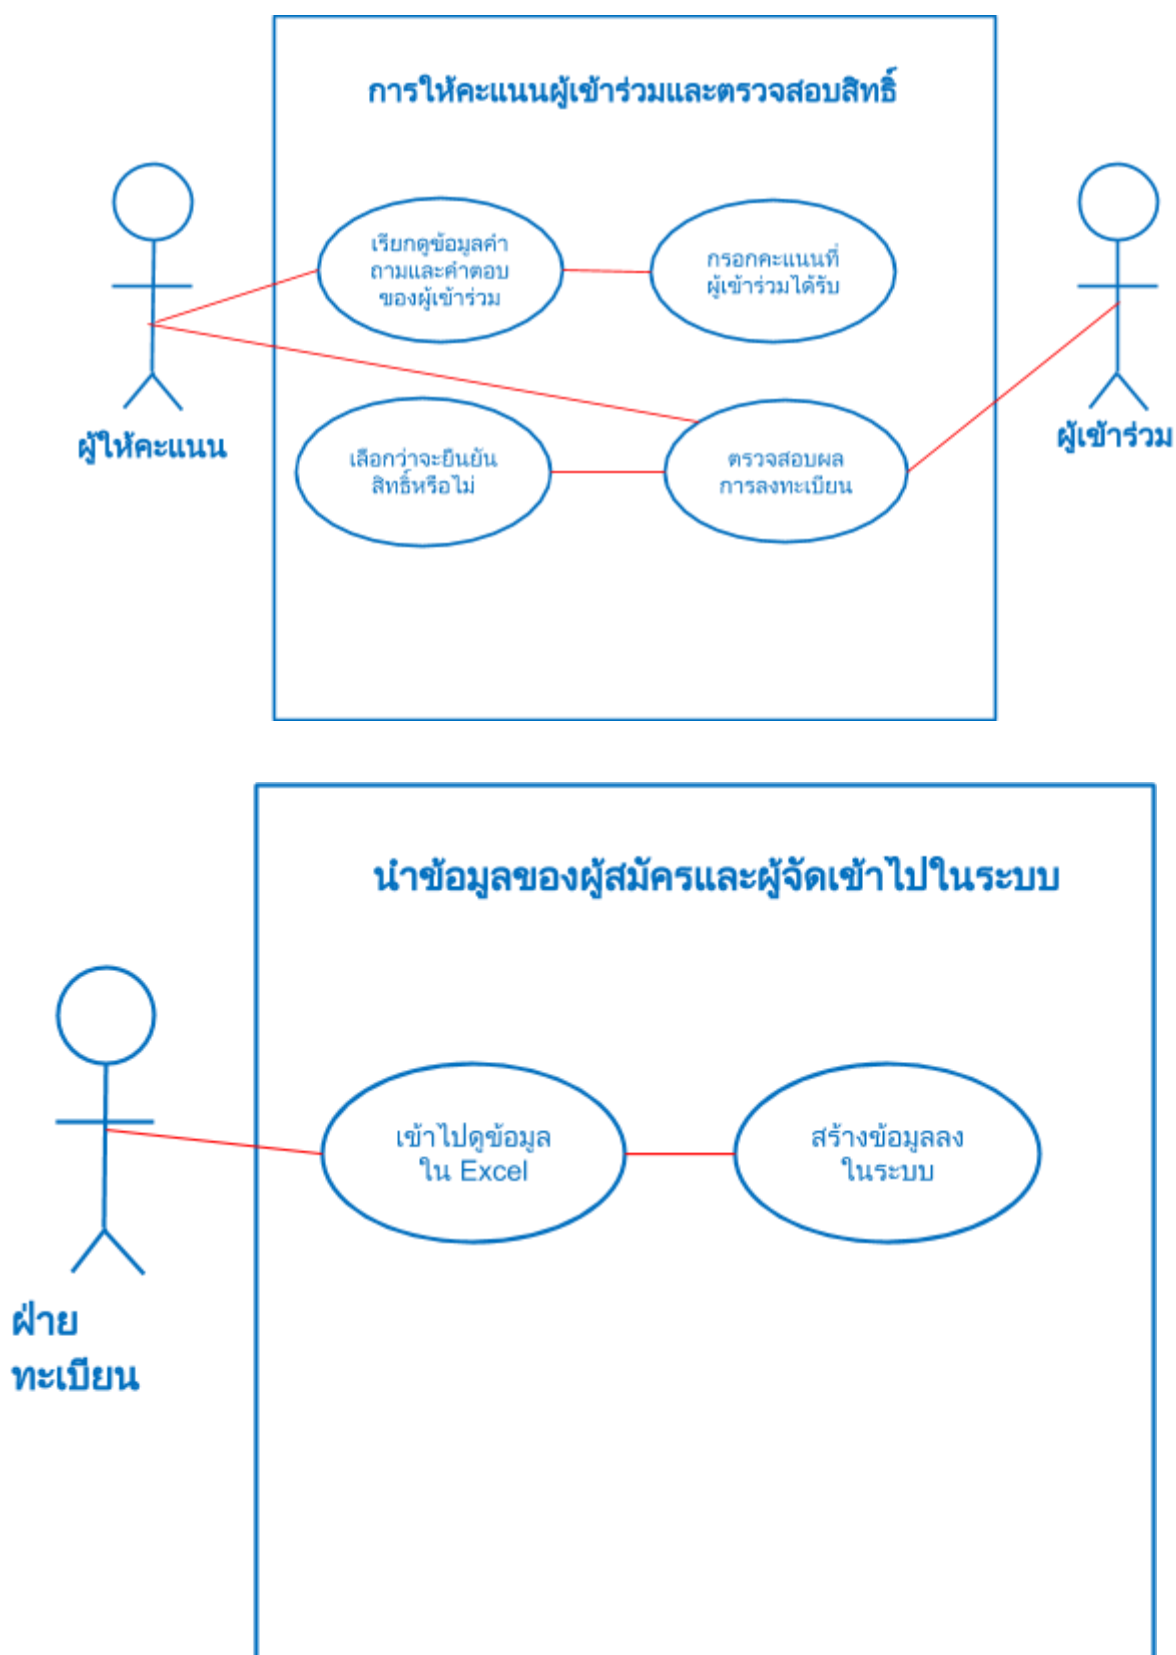 การให้คะแนนผู้เข้าร่วมและตรวจสอบสิทธิ์
เรียกดูข้อมูลคำ
ถามและคำตอบ
ของผู้เข้าร่วม
กรอกคะแนนที่
ผู้เข้าร่วมได้รับ
ผู้ให้คะแนน
ผู้เข้าร่วม
เลือกว่าจะยืนยัน
สิทธิ์หรือไม่
ตรวจสอบผล
การลงทะเบียน
นำข้อมูลของผู้สมัครและผู้จัดเข้าไปในระบบ
เข้าไปดูข้อมูล
ใน Excel
สร้างข้อมูลลง
ในระบบ
ฝ่าย
ทะเบียน